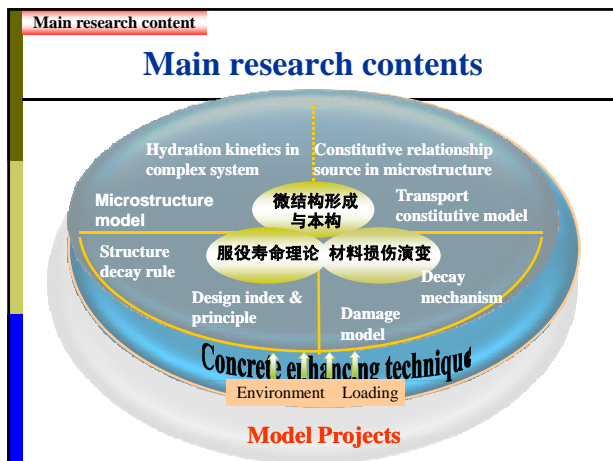 Main research content
Main research contents
Hydration kinetics in
complex system
Constitutive relationship
source in microstructure
Microstructure
model
微结构形成
与本构
Transport
constitutive model
Structure
decay rule
服役寿命理论
材料损伤演变
Decay
mechanism
Design index &
principle
Damage
model
Concrete enhancing technique
Environment
Loading
Model Projects